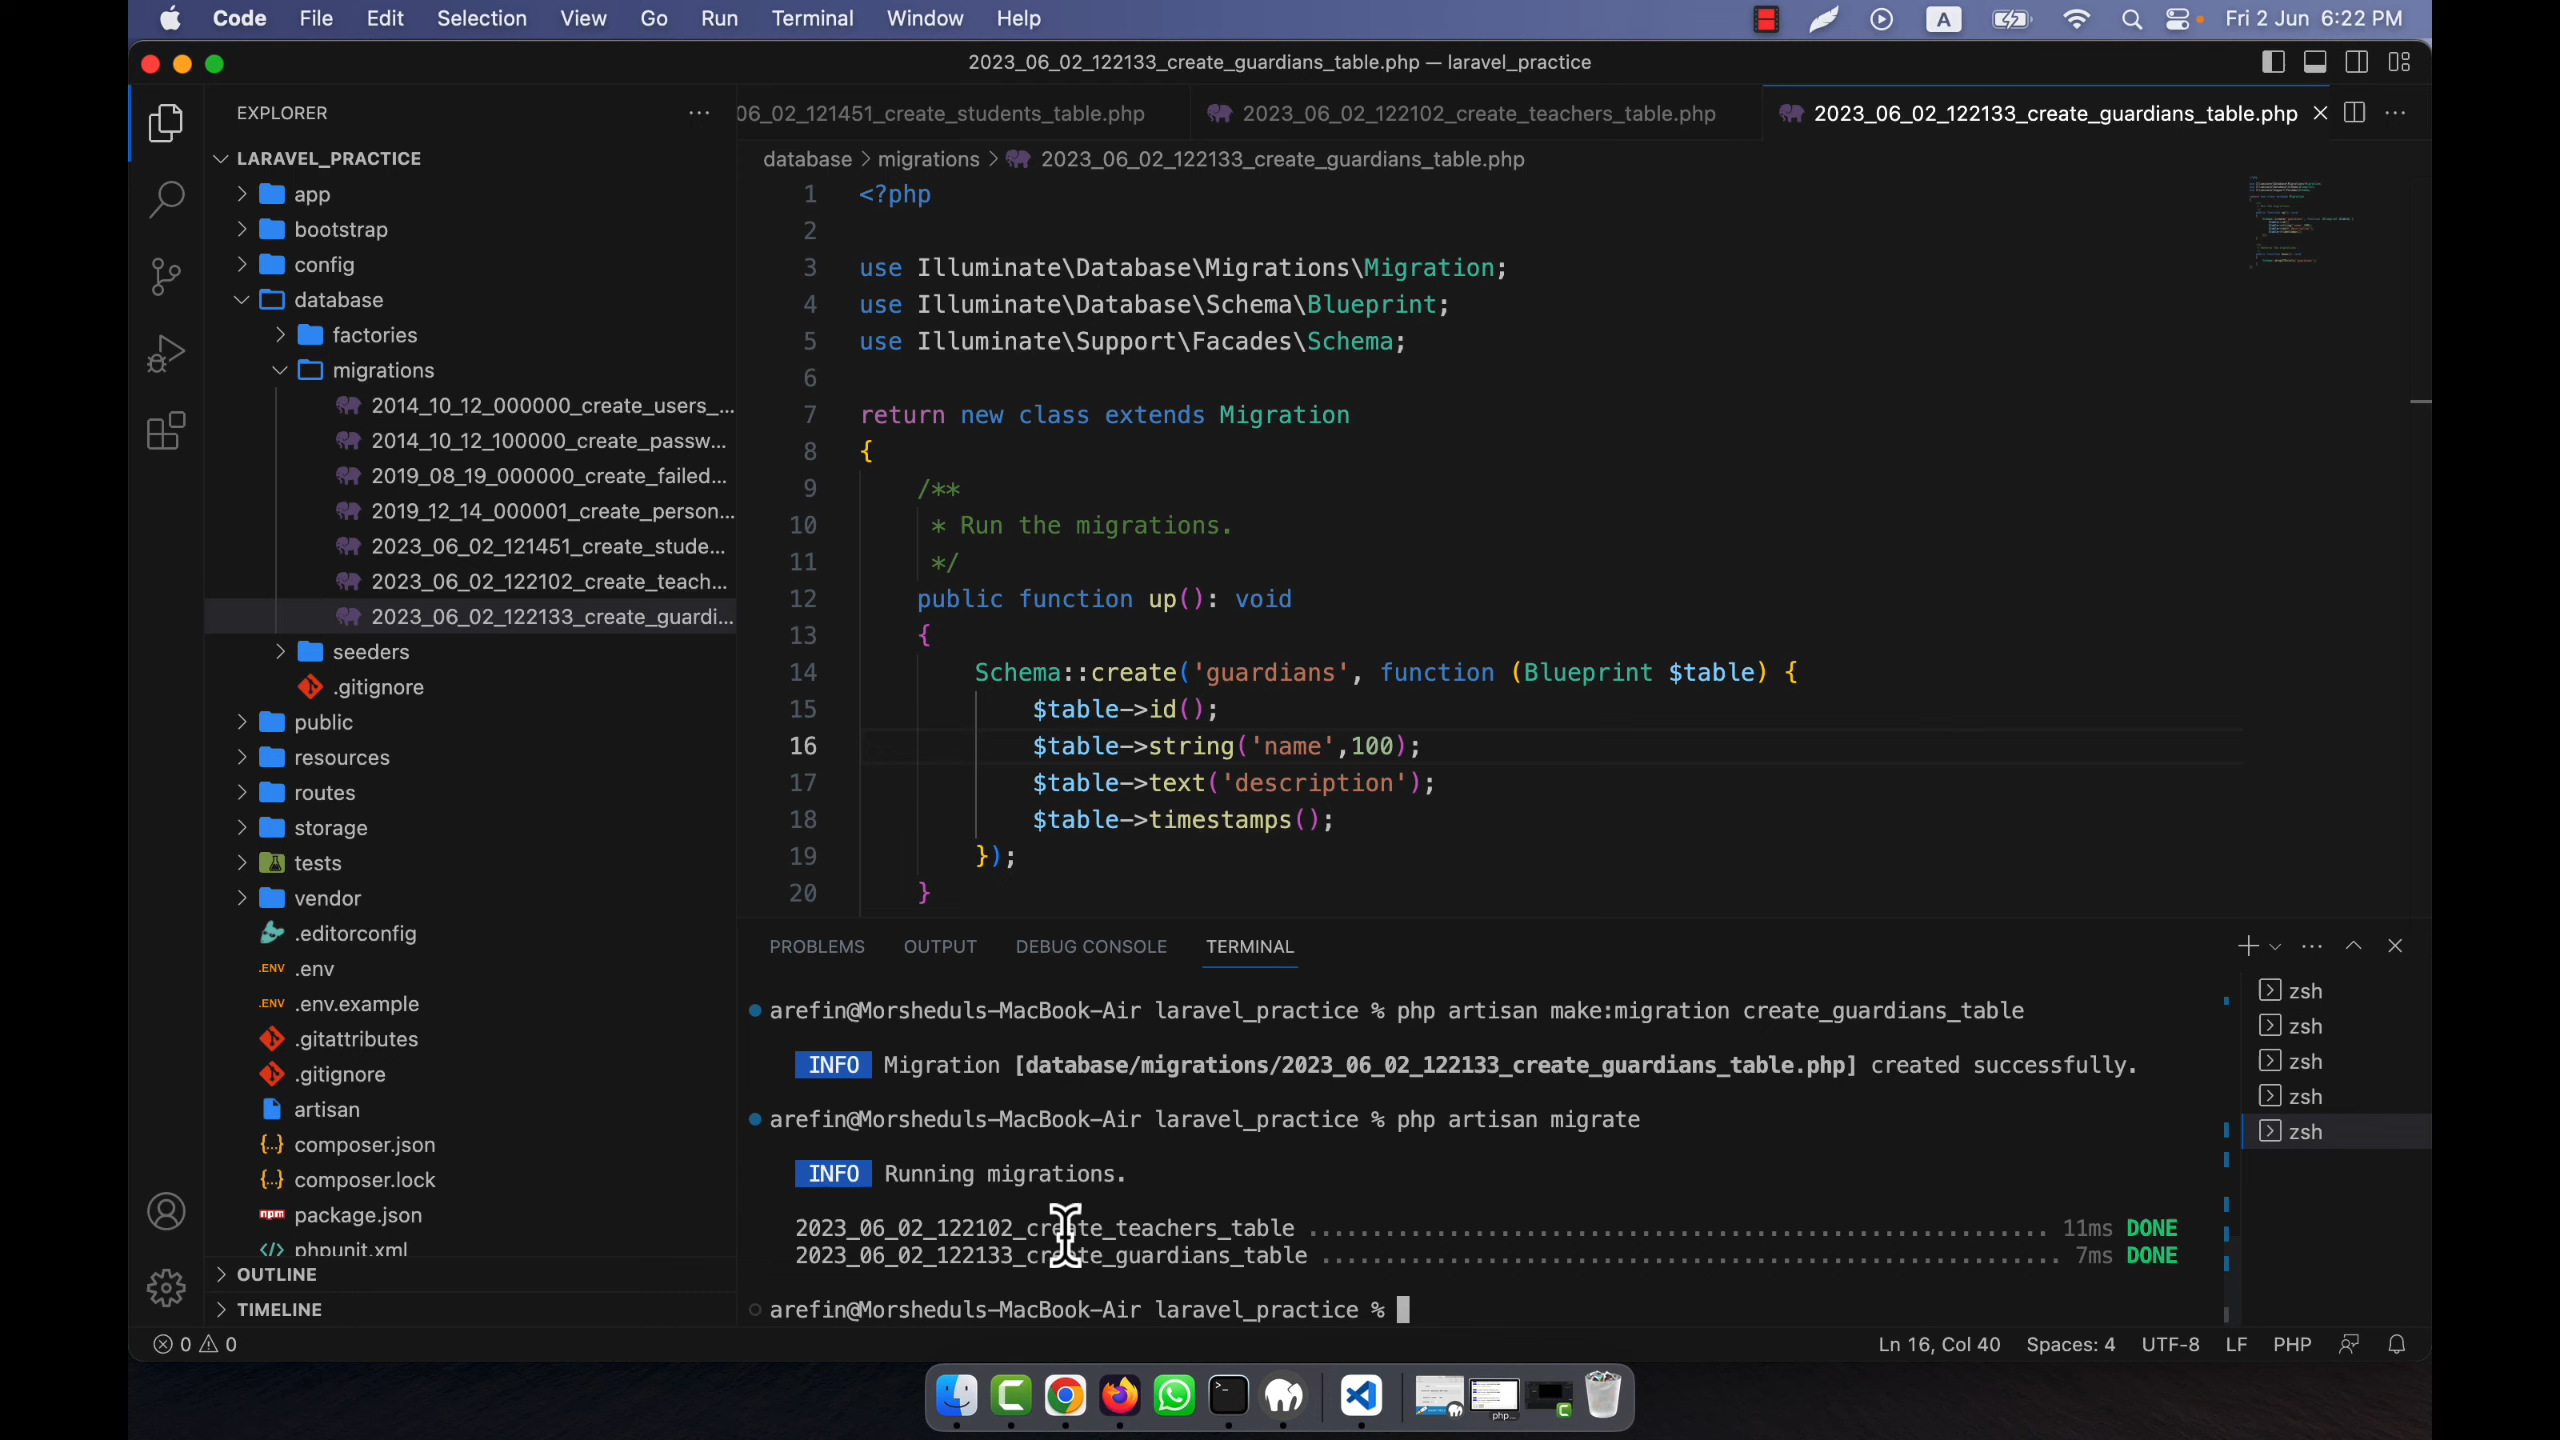 Code File Edit Selection View Go Run Terminal Window Help
A
Fri 2 Jun 6:22 PM
2023_06_02_122133_create_guardians_table.php — laravel_practice
EXPLORER
06_02_121451_create_students_table.php
2023_06_02_122102_create_teachers_table.php
2023_06_02_122133_create_guardians_table.php
LARAVEL_PRACTICE
database > migrations > 2023_06_02_122133_create_guardians_table.php
app
bootstrap
config
database
factories
migrations
2014_10_12_000000_create_users_...
2014_10_12_100000_create_passw...
2019_08_19_000000_create_failed...
2019_12_14_000001_create_person...
2023_06_02_121451_create_stude...
2023_06_02_122102_create_teach...
2023_06_02_122133_create_guardi...
seeders
.gitignore
public
resources
routes
storage
tests
vendor
.editorconfig
.ENV .env
.ENV .env.example
.gitattributes
.gitignore
artisan
{..} composer.json
{..} composer.lock
npm package.json
</> phpunit.xml
OUTLINE
TIMELINE
1 <?php
2
3 use Illuminate\Database\Migrations\Migration;
4 use Illuminate\Database\Schema\Blueprint;
5 use Illuminate\Support\Facades\Schema;
6
7 return new class extends Migration
8 {
9 /**
10 * Run the migrations.
11 */
12 public function up(): void
13 {
14 Schema::create('guardians', function (Blueprint $table) {
15 $table->id();
16 $table->string('name',100);
17 $table->text('description');
18 $table->timestamps();
19 });
20 }
PROBLEMS OUTPUT DEBUG CONSOLE TERMINAL
arefin@Morsheduls-MacBook-Air laravel_practice % php artisan make:migration create_guardians_table
INFO Migration [database/migrations/2023_06_02_122133_create_guardians_table.php] created successfully.
arefin@Morsheduls-MacBook-Air laravel_practice % php artisan migrate
INFO Running migrations.
2023_06_02_122102_create_teachers_table .......................................................... 11ms DONE
2023_06_02_122133_create_guardians_table .......................................................... 7ms DONE
arefin@Morsheduls-MacBook-Air laravel_practice %
zsh
zsh
zsh
zsh
zsh
0 0
Ln 16, Col 40 Spaces: 4 UTF-8 LF PHP
php...